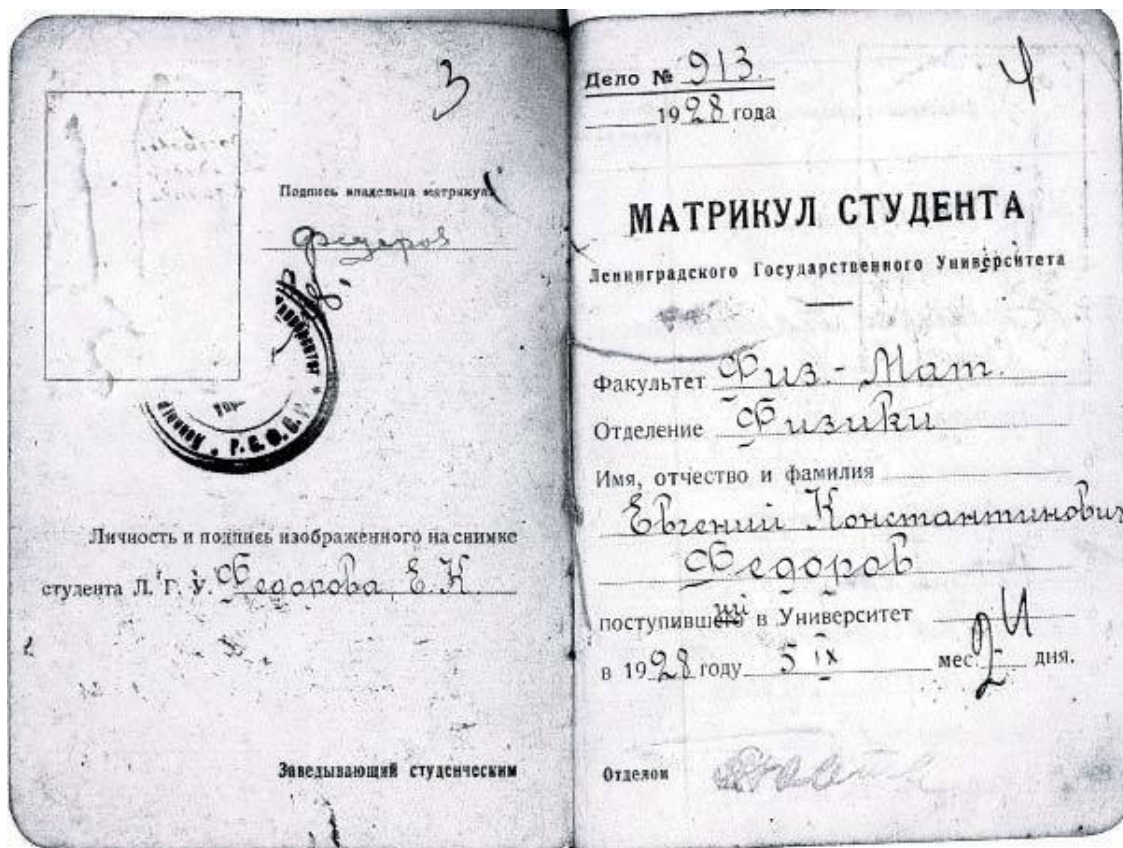 3
Подпись владельца матрикула
Федоров
Р.С.Ф.С.Р.
Личность и подпись изображенного на снимке
студента Л. Г. У. Федорова, Е. К.
Заведывающий студенческим
4
Дело № 913.
1928 года
МАТРИКУЛ СТУДЕНТА
Ленинградского Государственного Университета
Факультет Физ.-Мат.
Отделение Физики
Имя, отчество и фамилия
Евгений Константинович
Федоров
поступивший в Университет
в 1928 году 5 IX мес. дня.
Отделом